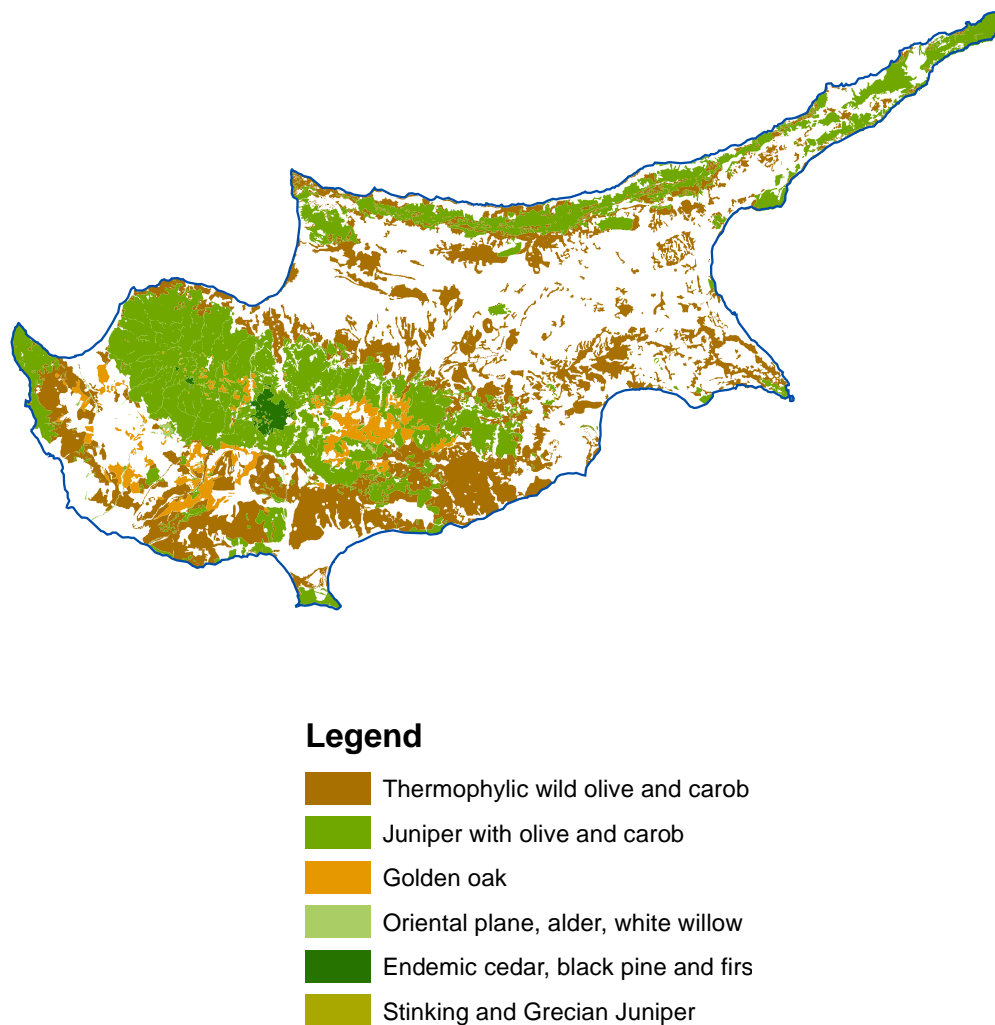 Legend
Thermophylic wild olive and carob
Juniper with olive and carob
Golden oak
Oriental plane, alder, white willow
Endemic cedar, black pine and firs
Stinking and Grecian Juniper